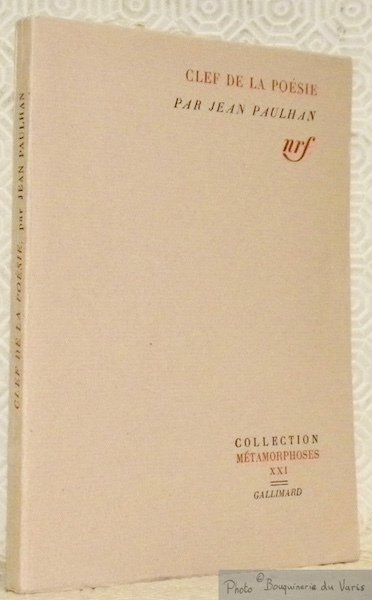 CLEF DE LA POÉSIE
PAR JEAN PAULHAN
nrf
COLLECTION
MÉTAMORPHOSES
XXI
GALLIMARD
CLEF DE LA POÉSIE, par JEAN PAULHAN
Photo © Bouquinerie du Varis